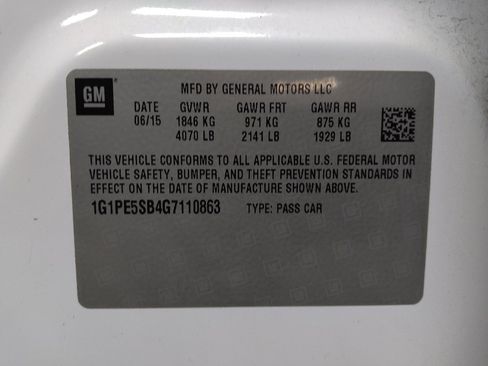 GM
MFD BY GENERAL MOTORS LLC
DATE GVWR GAWR FRT GAWR RR
06/15 1846 KG 971 KG 875 KG
4070 LB 2141 LB 1929 LB
THIS VEHICLE CONFORMS TO ALL APPLICABLE U.S. FEDERAL MOTOR
VEHICLE SAFETY, BUMPER, AND THEFT PREVENTION STANDARDS IN
EFFECT ON THE DATE OF MANUFACTURE SHOWN ABOVE.
1G1PE5SB4G7110863 TYPE: PASS CAR